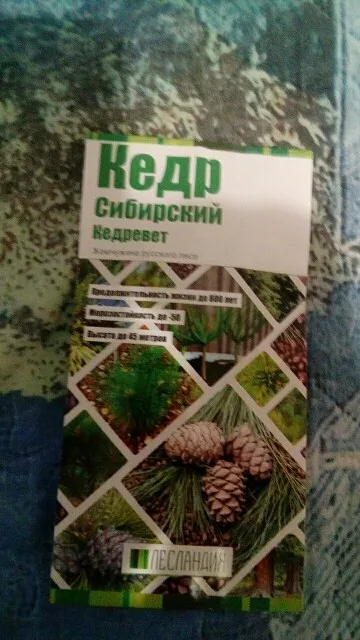 Кедр
Сибирский
Кедревет
Жемчужина русского леса
Продолжительность жизни до 800 лет
Морозостойкость до -50
Высота до 45 метров
ЛЕСЛАНДИЯ